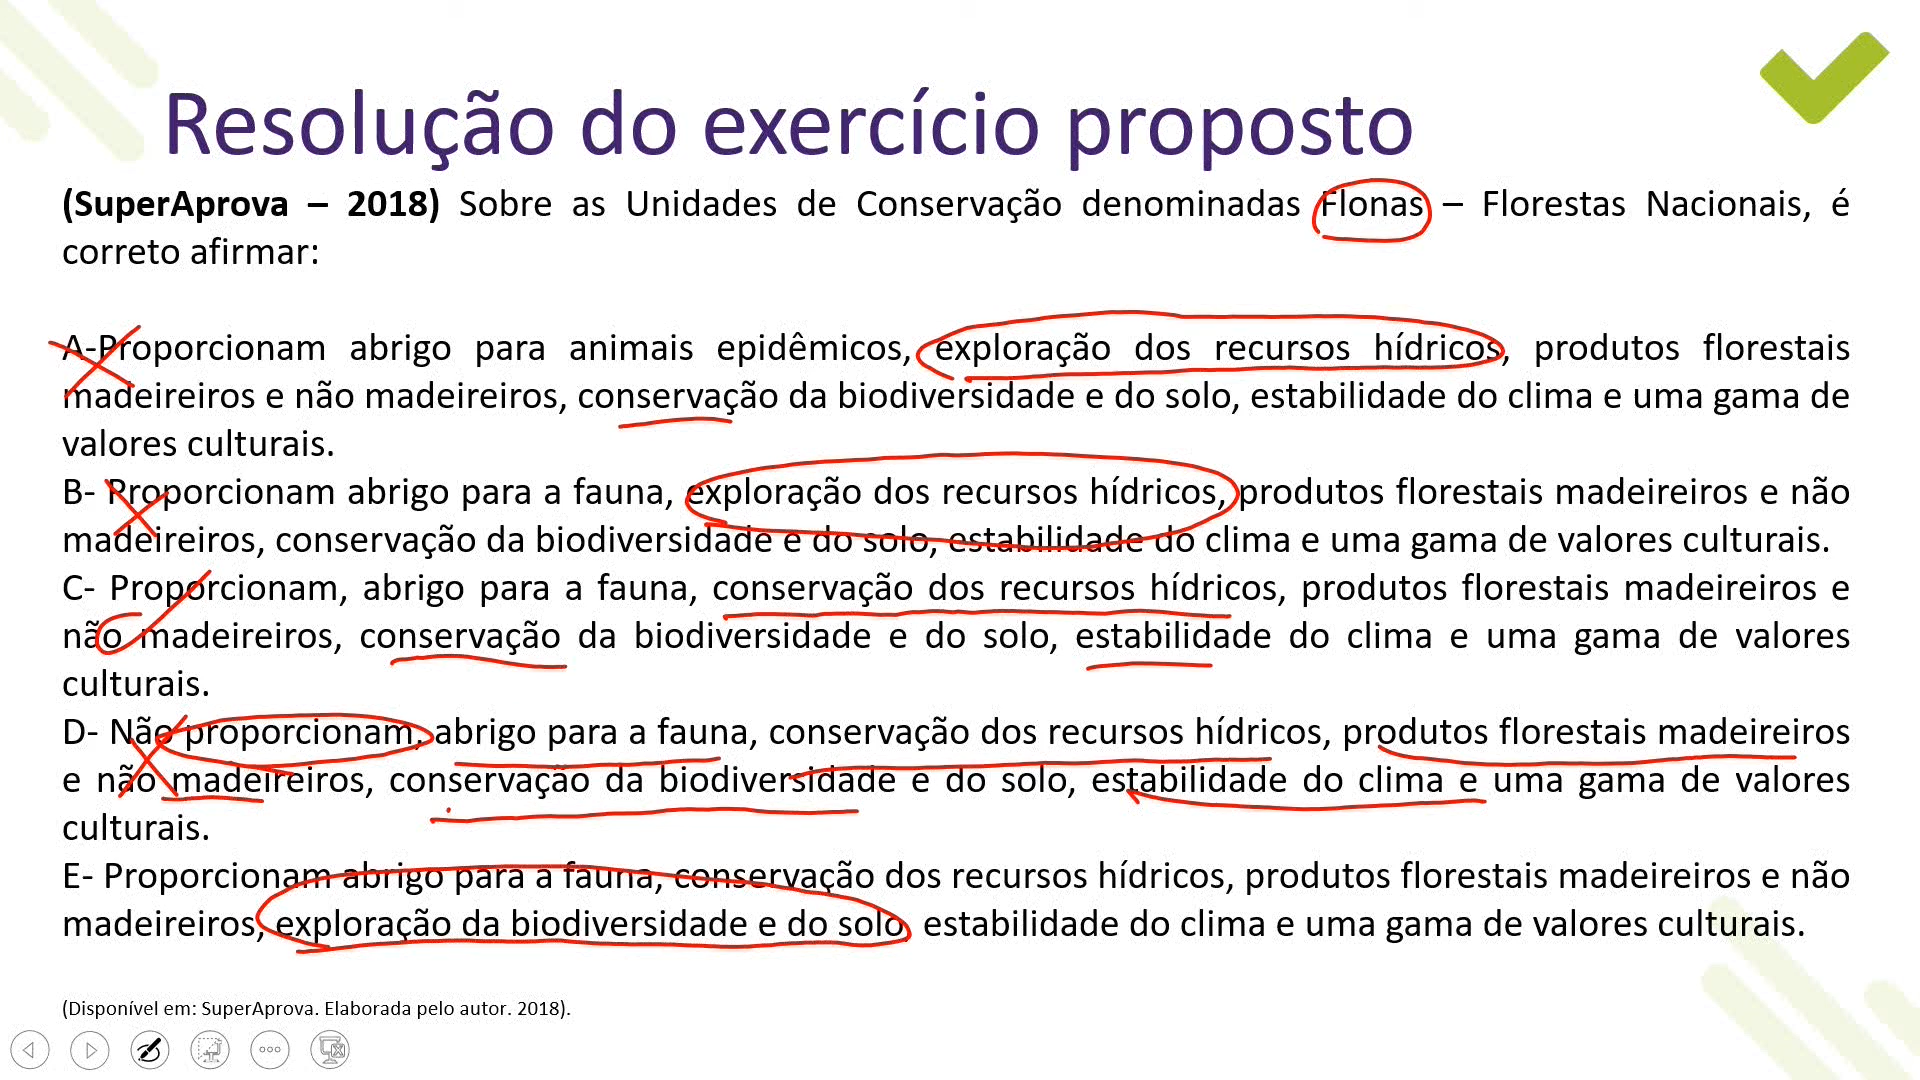 Resolução do exercício proposto
(SuperAprova – 2018) Sobre as Unidades de Conservação denominadas Flonas – Florestas Nacionais, é
correto afirmar:
A-Proporcionam abrigo para animais epidêmicos, exploração dos recursos hídricos, produtos florestais
madeireiros e não madeireiros, conservação da biodiversidade e do solo, estabilidade do clima e uma gama de
valores culturais.
B- Proporcionam abrigo para a fauna, exploração dos recursos hídricos, produtos florestais madeireiros e não
madeireiros, conservação da biodiversidade e do solo, estabilidade do clima e uma gama de valores culturais.
C- Proporcionam, abrigo para a fauna, conservação dos recursos hídricos, produtos florestais madeireiros e
não madeireiros, conservação da biodiversidade e do solo, estabilidade do clima e uma gama de valores
culturais.
D- Não proporcionam, abrigo para a fauna, conservação dos recursos hídricos, produtos florestais madeireiros
e não madeireiros, conservação da biodiversidade e do solo, estabilidade do clima e uma gama de valores
culturais.
E- Proporcionam abrigo para a fauna, conservação dos recursos hídricos, produtos florestais madeireiros e não
madeireiros, exploração da biodiversidade e do solo, estabilidade do clima e uma gama de valores culturais.
(Disponível em: SuperAprova. Elaborada pelo autor. 2018).